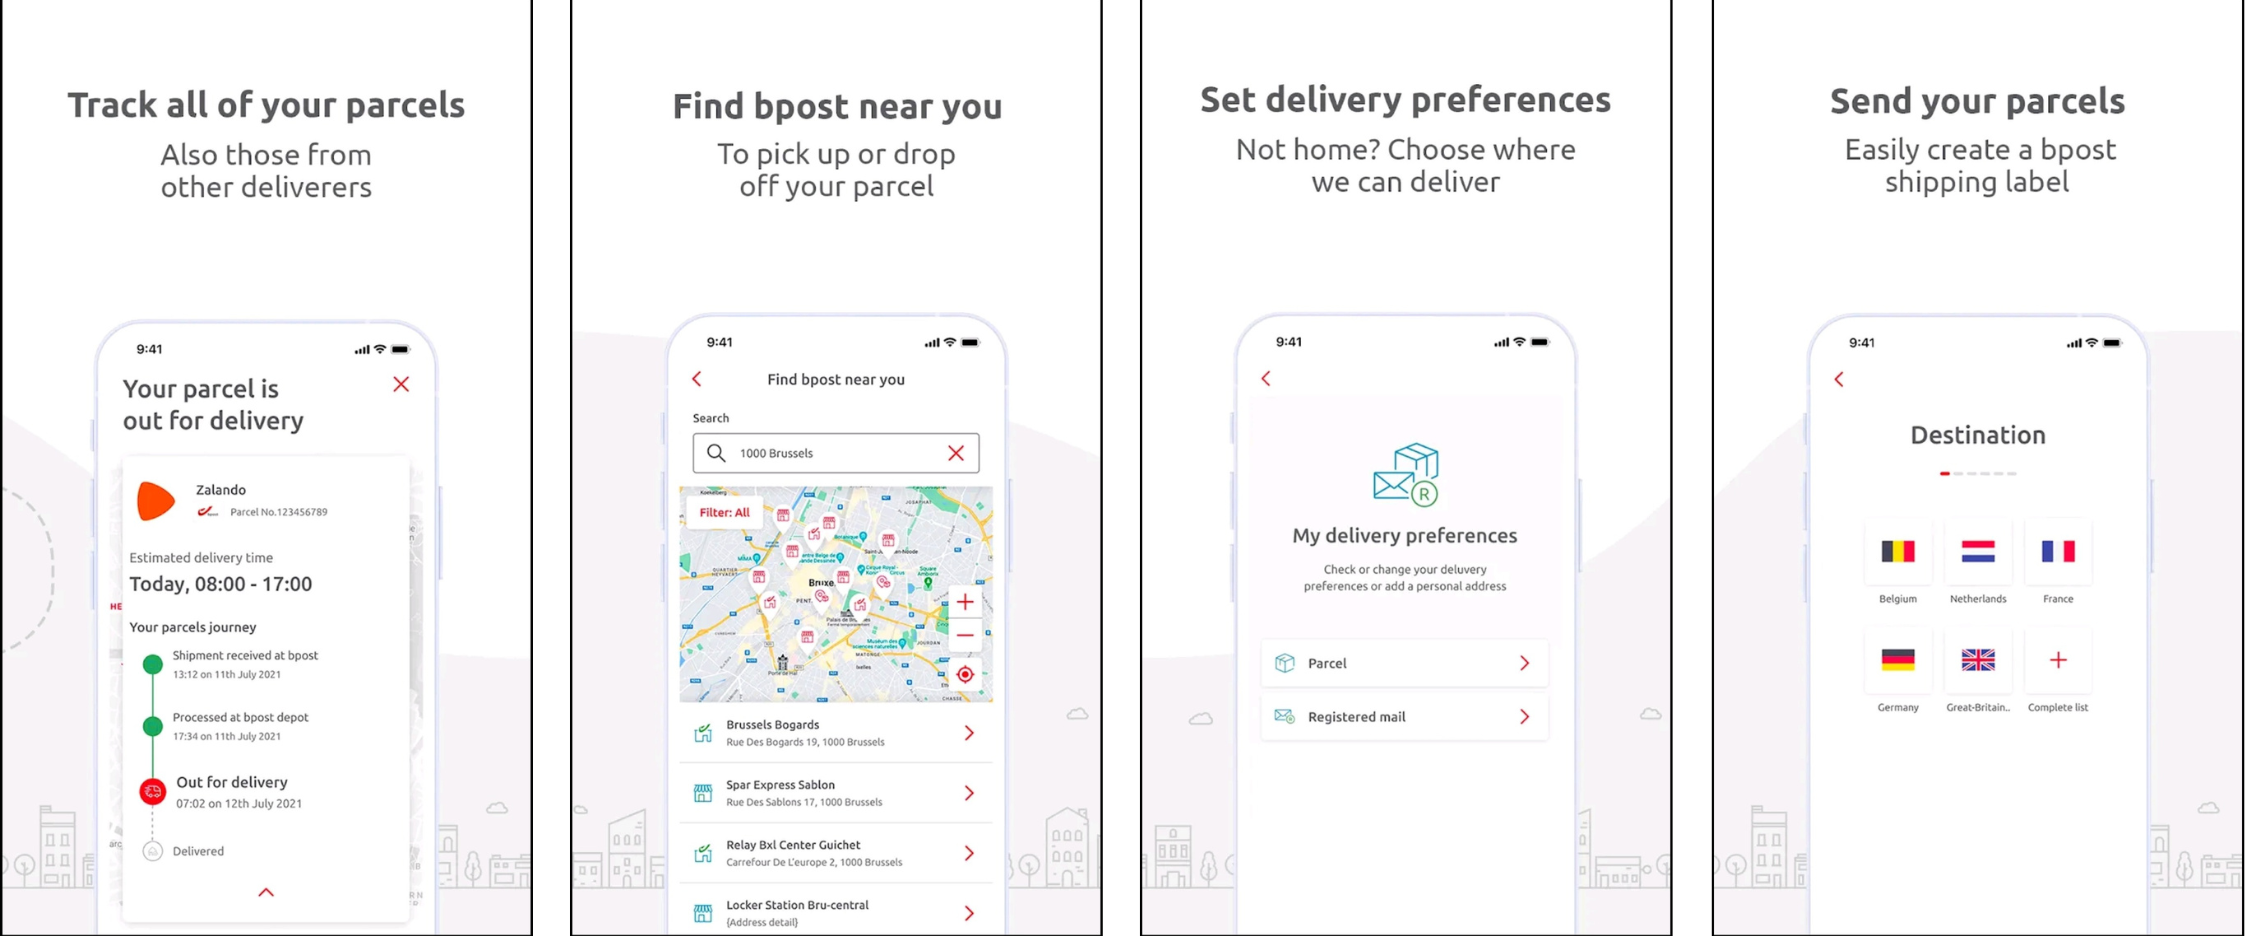 Track all of your parcels
Also those from
other deliverers
9:41
Your parcel is
out for delivery
Zalando
Parcel No.123456789
Estimated delivery time
Today, 08:00 - 17:00
HE
Your parcels journey
Shipment received at bpost
13:12 on 11th July 2021
Processed at bpost depot
17:34 on 11th July 2021
Out for delivery
07:02 on 12th July 2021
Delivered
Find bpost near you
To pick up or drop
off your parcel
9:41
Find bpost near you
Search
1000 Brussels
Filter: All
Bruxe
Brussels Bogards
Rue Des Bogards 19, 1000 Brussels
Spar Express Sablon
Rue Des Sablons 17, 1000 Brussels
Relay Bxl Center Guichet
Carrefour De L'europe 2, 1000 Brussels
Locker Station Bru-central
{Address detail}
Set delivery preferences
Not home? Choose where
we can deliver
9:41
R
My delivery preferences
Check or change your delivery
preferences or add a personal address
Parcel
Registered mail
Send your parcels
Easily create a bpost
shipping label
9:41
Destination
Belgium
Netherlands
France
Germany
Great-Britain..
Complete list